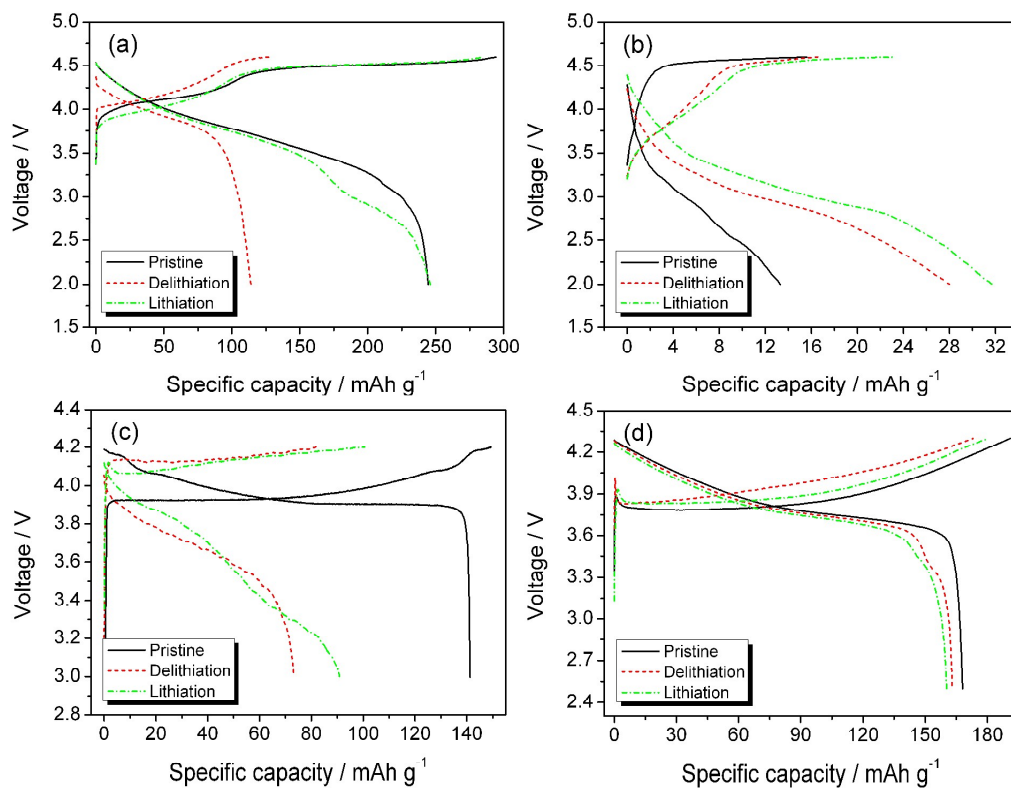 (a)
5.0
4.5
4.0
3.5
3.0
2.5
2.0
1.5
Voltage / V
Pristine
Delithiation
Lithiation
0 50 100 150 200 250 300
Specific capacity / mAh g-1
(b)
5.0
4.5
4.0
3.5
3.0
2.5
2.0
1.5
Voltage / V
Pristine
Delithiation
Lithiation
0 4 8 12 16 20 24 28 32
Specific capacity / mAh g-1
(c)
4.4
4.2
4.0
3.8
3.6
3.4
3.2
3.0
2.8
Voltage / V
Pristine
Delithiation
Lithiation
0 20 40 60 80 100 120 140
Specific capacity / mAh g1
(d)
4.5
4.2
3.9
3.6
3.3
3.0
2.7
2.4
Voltage / V
Pristine
Delithiation
Lithiation
0 30 60 90 120 150 180
Specific capacity / mAh g-1